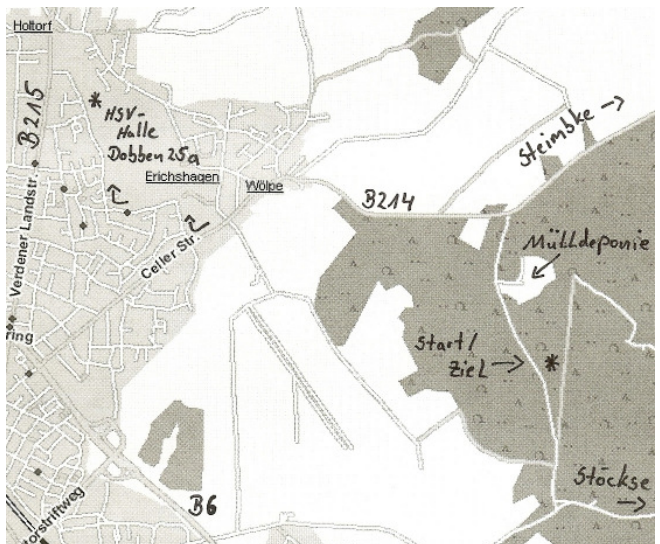 Holtorf
B215
*
HSV-
Halle
Dobben 25a
Steimbke →
Erichshagen
Wölpe
B214
Verdener Landstr.
Celler Str.
Mülldeponie
ring
Start/
Ziel →
*
Stöckse
→
B6
torstriftweg